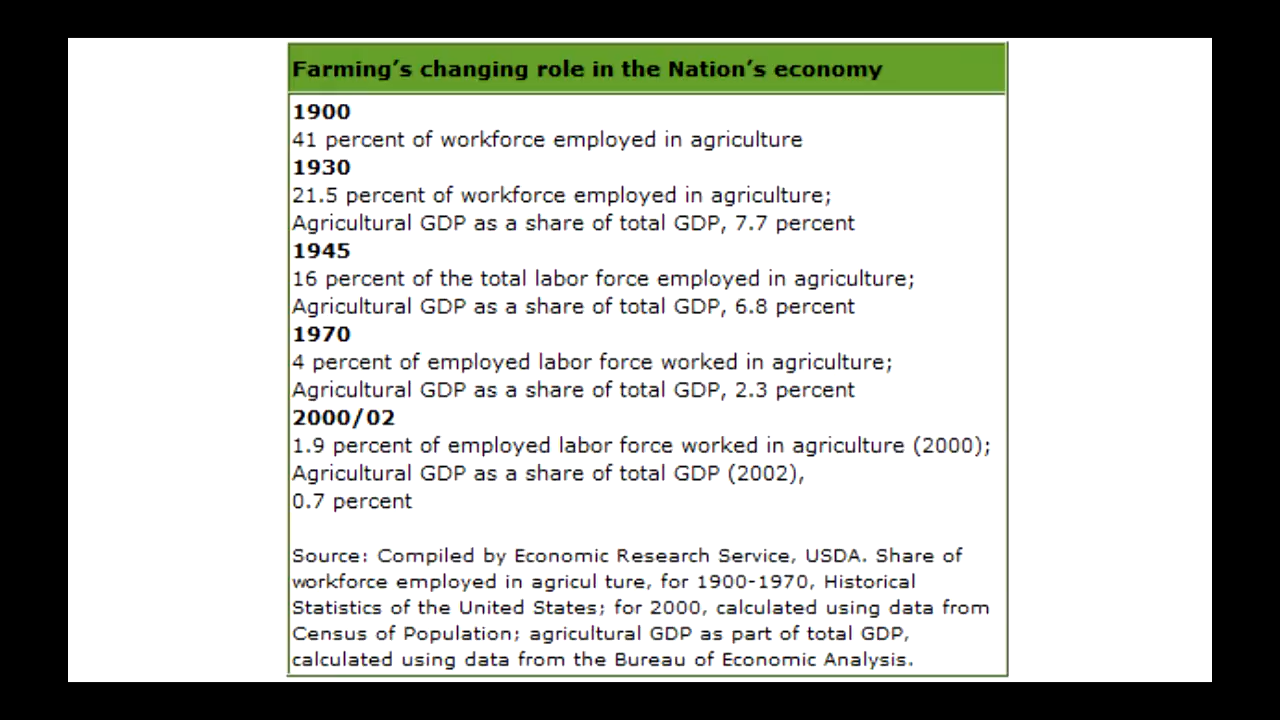 Farming’s changing role in the Nation’s economy
1900
41 percent of workforce employed in agriculture
1930
21.5 percent of workforce employed in agriculture;
Agricultural GDP as a share of total GDP, 7.7 percent
1945
16 percent of the total labor force employed in agriculture;
Agricultural GDP as a share of total GDP, 6.8 percent
1970
4 percent of employed labor force worked in agriculture;
Agricultural GDP as a share of total GDP, 2.3 percent
2000/02
1.9 percent of employed labor force worked in agriculture (2000);
Agricultural GDP as a share of total GDP (2002),
0.7 percent
Source: Compiled by Economic Research Service, USDA. Share of
workforce employed in agricul ture, for 1900-1970, Historical
Statistics of the United States; for 2000, calculated using data from
Census of Population; agricultural GDP as part of total GDP,
calculated using data from the Bureau of Economic Analysis.